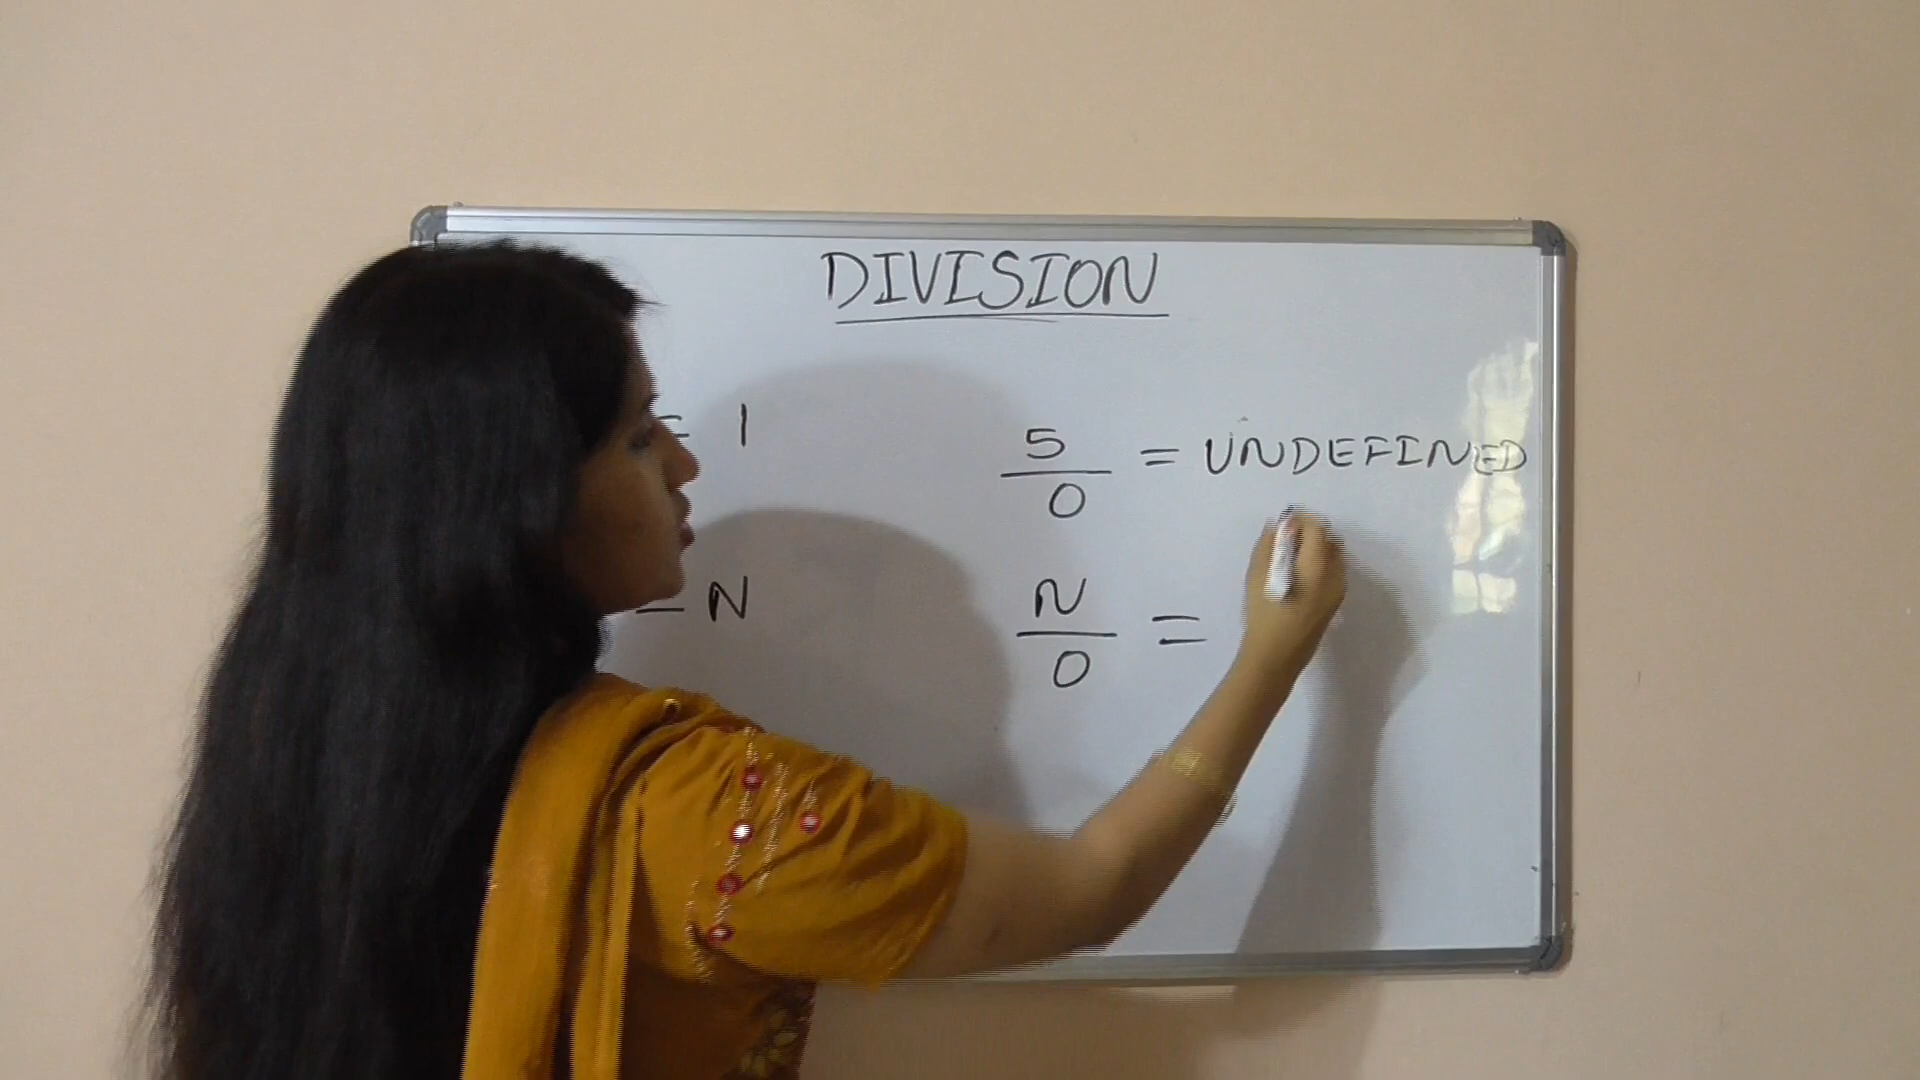 DIVISION
= 1
5
0
= UNDEFINED
= N
N
0
=